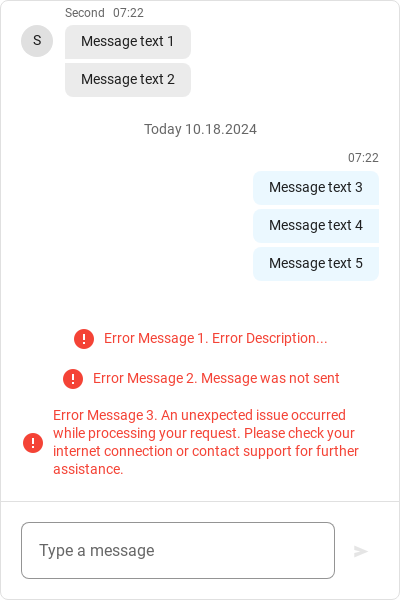 Second 07:22
S
Message text 1
Message text 2
Today 10.18.2024
07:22
Message text 3
Message text 4
Message text 5
Error Message 1. Error Description...
Error Message 2. Message was not sent
Error Message 3. An unexpected issue occurred
while processing your request. Please check your
internet connection or contact support for further
assistance.
Type a message